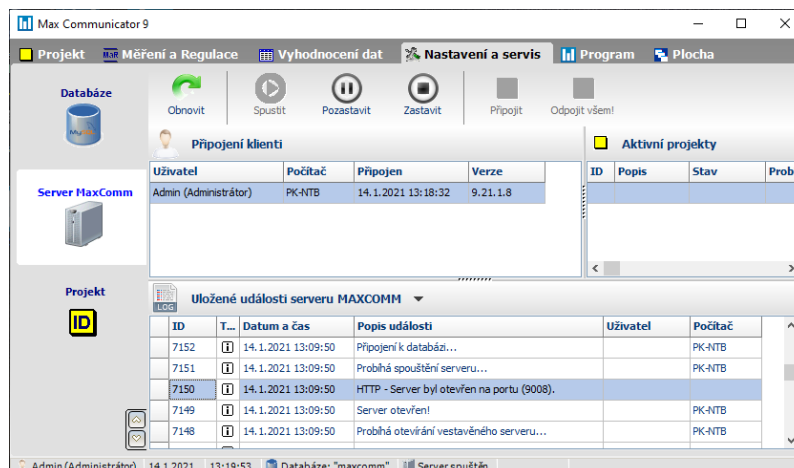 Max Communicator 9
Projekt MaR Měření a Regulace Vyhodnocení dat Nastavení a servis Program Plocha
Databáze
My
Server MaxComm
Projekt
ID
Obnovit Spustit Pozastavit Zastavit Připojit Odpojit všem!
Připojení klienti
Uživatel Počítač Připojen Verze
Admin (Administrátor) PK-NTB 14.1.2021 13:18:32 9.21.1.8
Aktivní projekty
ID Popis Stav Prob
LOG Uložené události serveru MAXCOMM
ID T... Datum a čas Popis události Uživatel Počítač
7152 14.1.2021 13:09:50 Připojení k databázi... PK-NTB
7151 14.1.2021 13:09:50 Probíhá spouštění serveru... PK-NTB
7150 14.1.2021 13:09:50 HTTP - Server byl otevřen na portu (9008).
7149 14.1.2021 13:09:50 Server otevřen! PK-NTB
7148 14.1.2021 13:09:50 Probíhá otevírání vestavěného serveru... PK-NTB
Admin (Administrátor) 14.1.2021 13:19:53 Databáze: "maxcomm" Server spuštěn